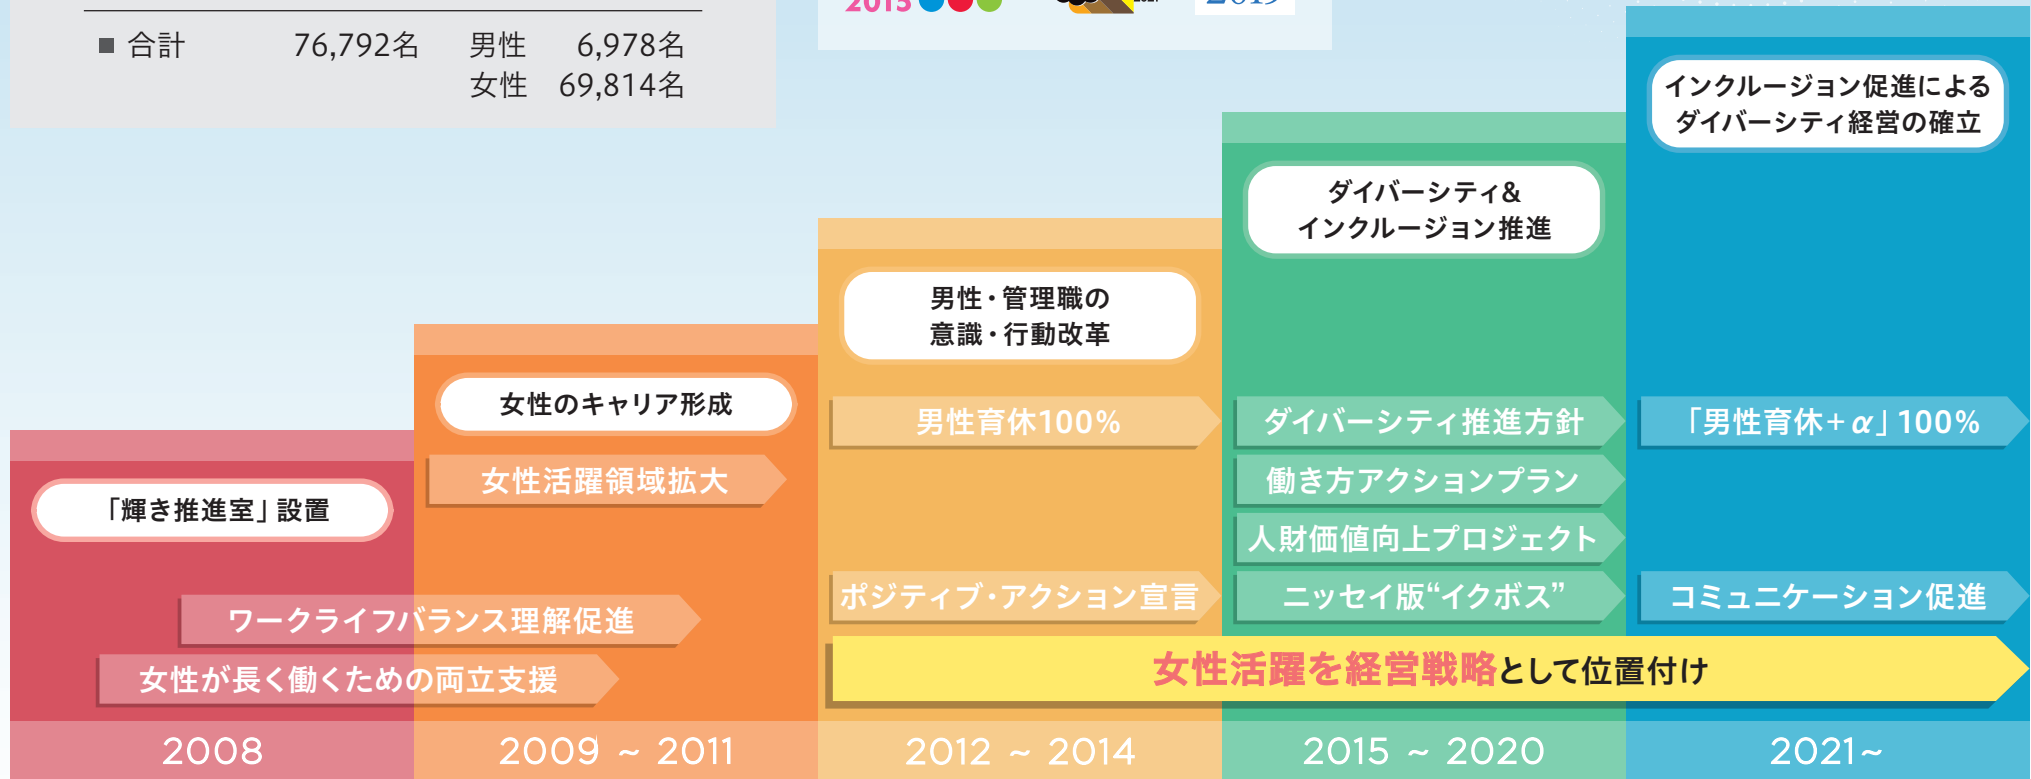 ■ 合計 76,792名 男性 6,978名
女性 69,814名
2015
2019
インクルージョン促進による
ダイバーシティ経営の確立
ダイバーシティ&
インクルージョン推進
男性・管理職の
意識・行動改革
女性のキャリア形成
「輝き推進室」設置
男性育休100%
ダイバーシティ推進方針
「男性育休+α」100%
女性活躍領域拡大
働き方アクションプラン
人財価値向上プロジェクト
ポジティブ・アクション宣言
ニッセイ版“イクボス”
コミュニケーション促進
ワークライフバランス理解促進
女性が長く働くための両立支援
女性活躍を経営戦略として位置付け
2008
2009 ~ 2011
2012 ~ 2014
2015 ~ 2020
2021~